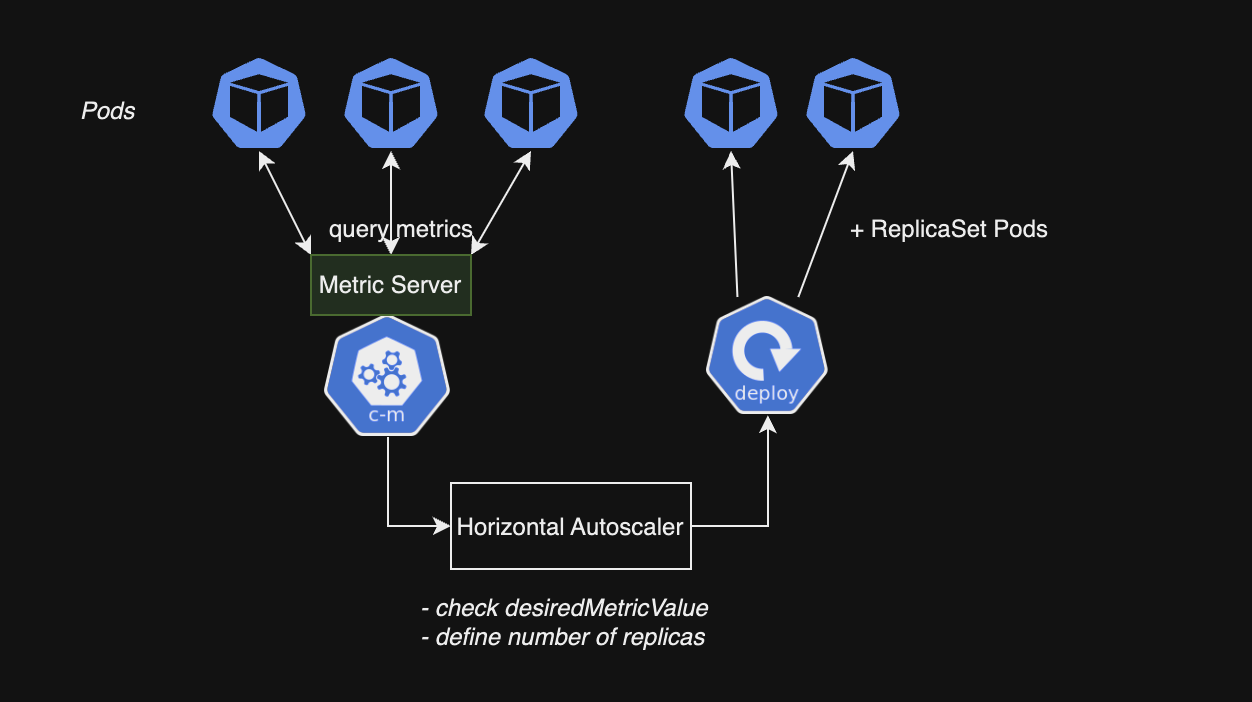 Pods
query metrics
+ ReplicaSet Pods
Metric Server
c-m
deploy
Horizontal Autoscaler
- check desiredMetricValue
- define number of replicas